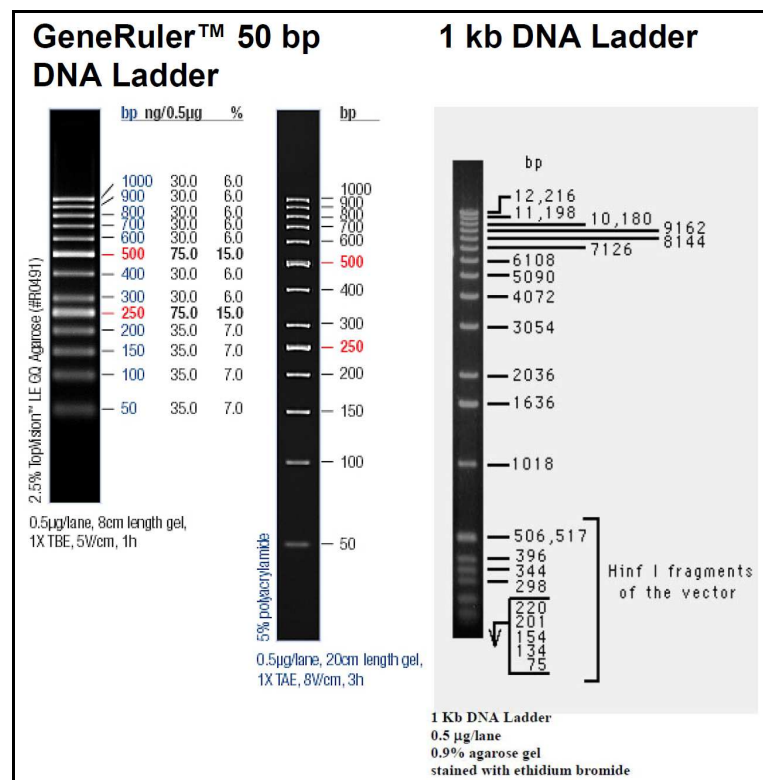 GeneRuler™ 50 bp
DNA Ladder
bp ng/0.5µg %
1000 30.0 6.0
900 30.0 6.0
800 30.0 6.0
700 30.0 6.0
600 30.0 6.0
500 75.0 15.0
400 30.0 6.0
300 30.0 6.0
250 75.0 15.0
200 35.0 7.0
150 35.0 7.0
100 35.0 7.0
50 35.0 7.0
2.5% TopVision™ LE GQ Agarose (#R0491)
0.5µg/lane, 8cm length gel,
1X TBE, 5V/cm, 1h
bp
1000
900
800
700
600
500
400
300
250
200
150
100
50
5% polyacrylamide
0.5µg/lane, 20cm length gel,
1X TAE, 8V/cm, 3h
1 kb DNA Ladder
bp
12,216
11,198
10,180
9162
8144
7126
6108
5090
4072
3054
2036
1636
1018
506,517
396
344
298
220
201
154
134
75
Hinf I fragments
of the vector
1 Kb DNA Ladder
0.5 µg/lane
0.9% agarose gel
stained with ethidium bromide